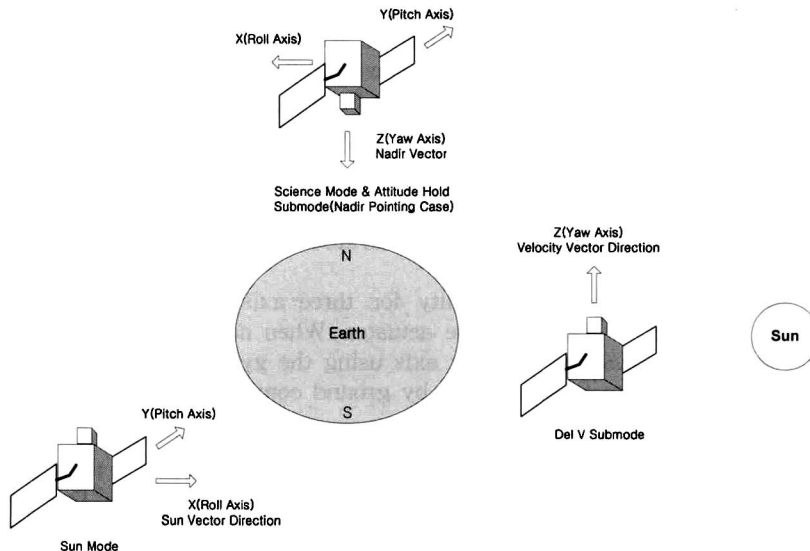 Y(Pitch Axis)
X(Roll Axis)
Z(Yaw Axis)
Nadir Vector
Science Mode & Attitude Hold
Submode(Nadir Pointing Case)
Z(Yaw Axis)
Velocity Vector Direction
N
Earth
S
Sun
Del V Submode
Y(Pitch Axis)
X(Roll Axis)
Sun Vector Direction
Sun Mode